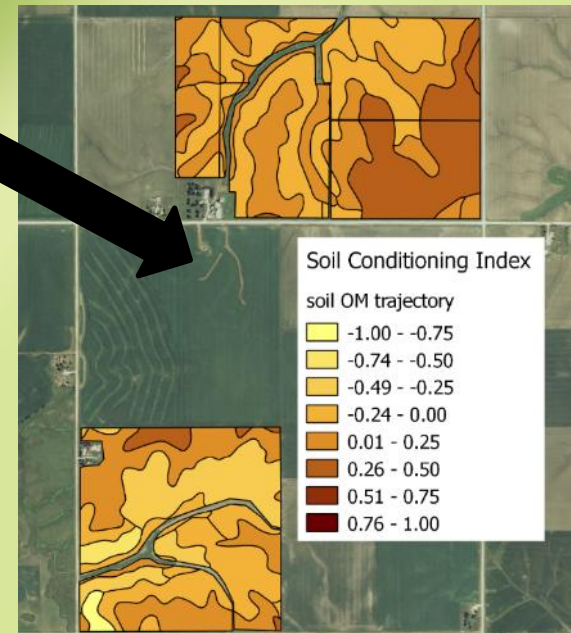 Soil Conditioning Index
soil OM trajectory
-1.00 - -0.75
-0.74 - -0.50
-0.49 - -0.25
-0.24 - 0.00
0.01 - 0.25
0.26 - 0.50
0.51 - 0.75
0.76 - 1.00